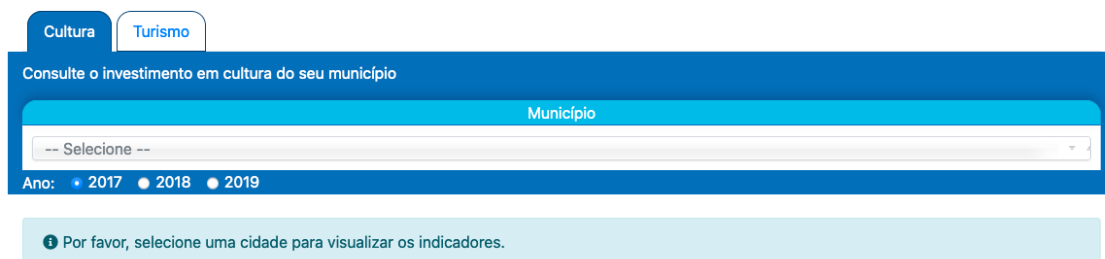 Cultura Turismo
Consulte o investimento em cultura do seu município
Município
-- Selecione --
Ano: 2017 2018 2019
Por favor, selecione uma cidade para visualizar os indicadores.